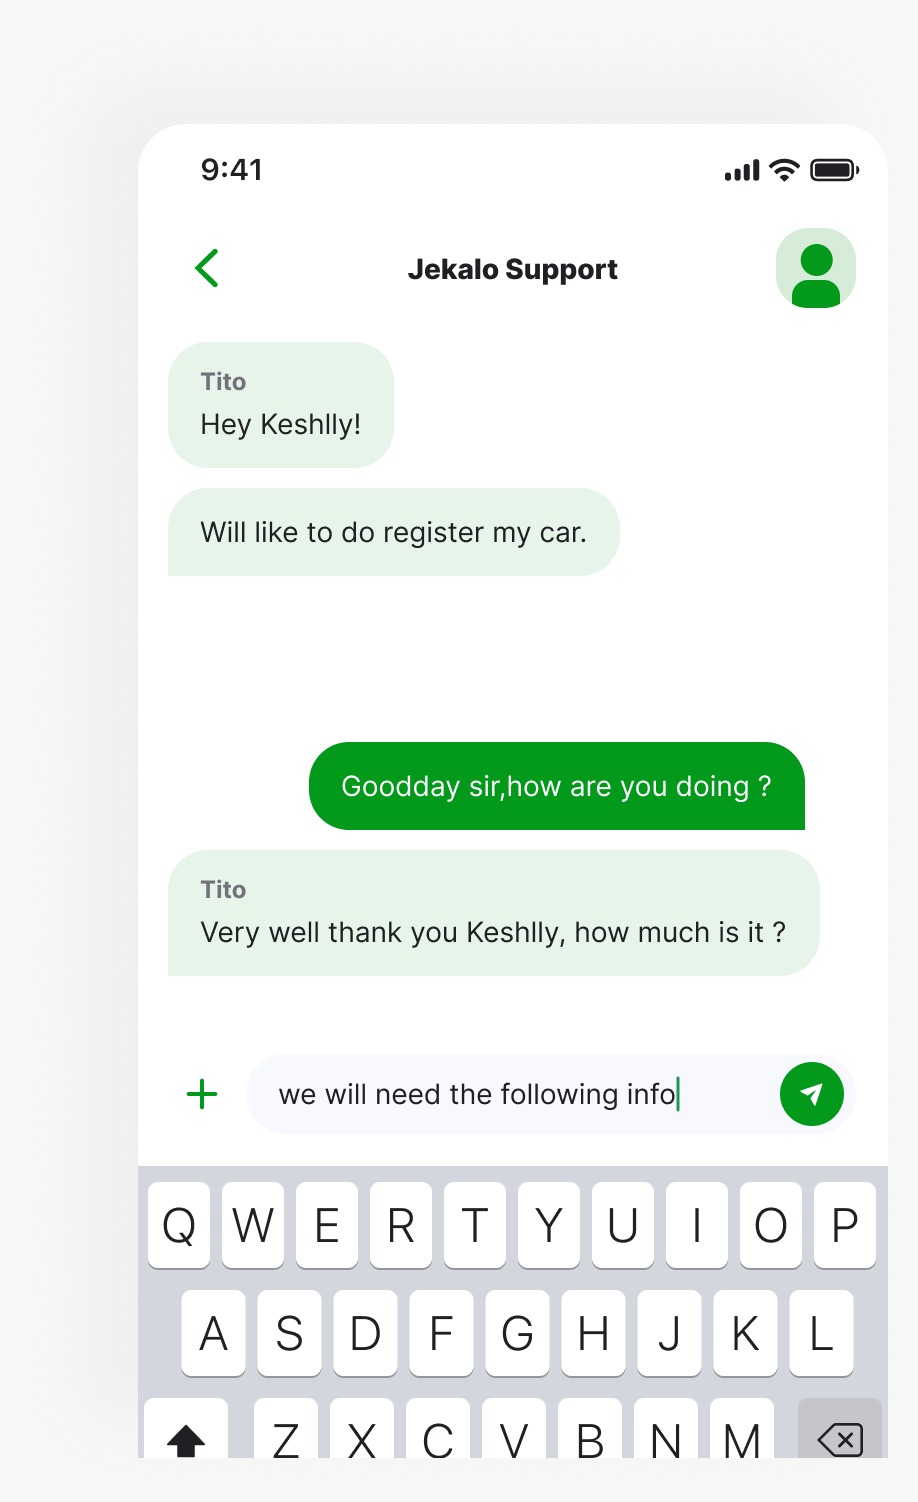 9:41
Jekalo Support
Tito
Hey Keshlly!
Will like to do register my car.
Goodday sir,how are you doing ?
Tito
Very well thank you Keshlly, how much is it ?
we will need the following info
Q W E R T Y U I O P
A S D F G H J K L
Z X C V B N M